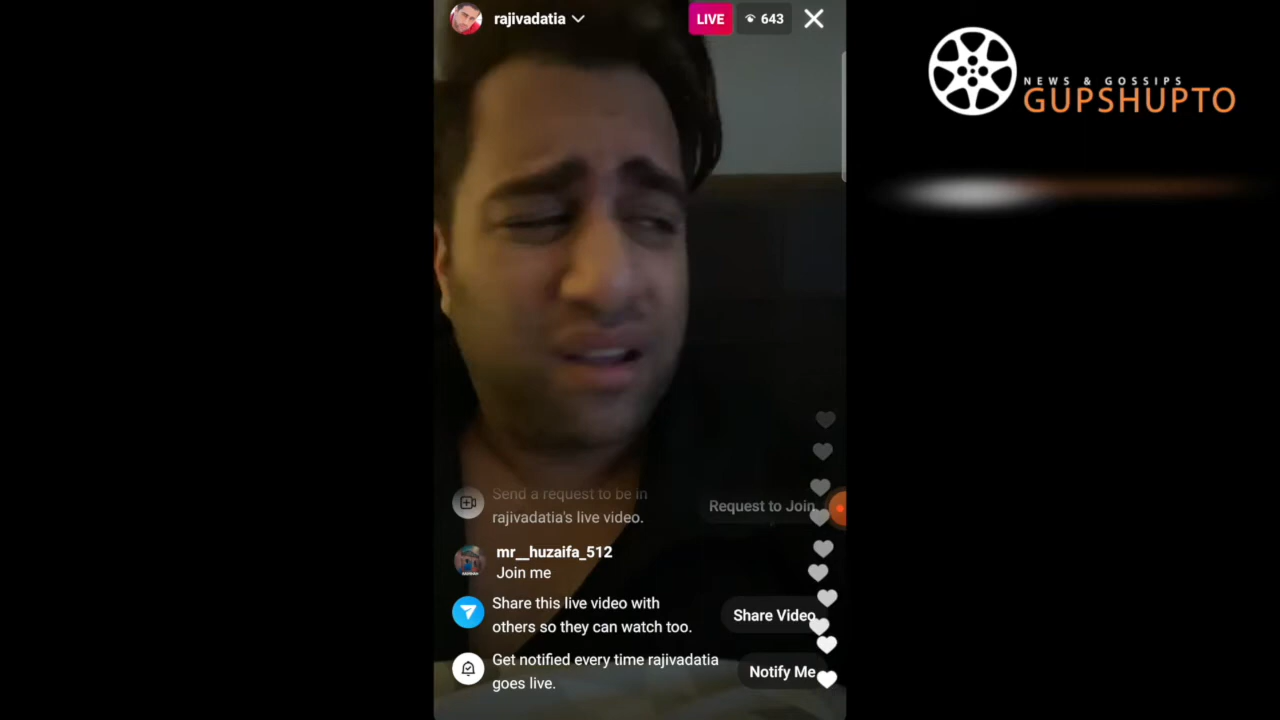 rajivadatia
LIVE
643
NEWS & GOSSIPS
GUPSHUPTO
Send a request to be in
rajivadatia's live video.
Request to Join
mr__huzaifa_512
Join me
Share this live video with
others so they can watch too.
Share Video
Get notified every time rajivadatia
goes live.
Notify Me